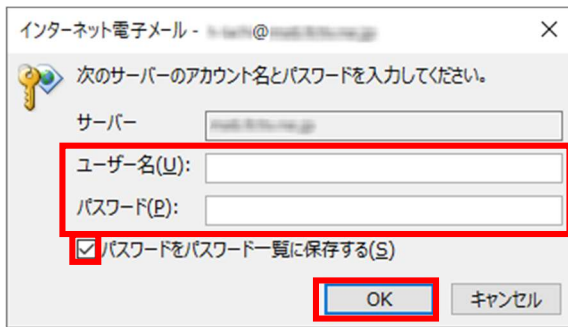 インターネット電子メール - @
次のサーバーのアカウント名とパスワードを入力してください。
サーバー
ユーザー名(U):
パスワード(P):
パスワードをパスワード一覧に保存する(S)
OK キャンセル